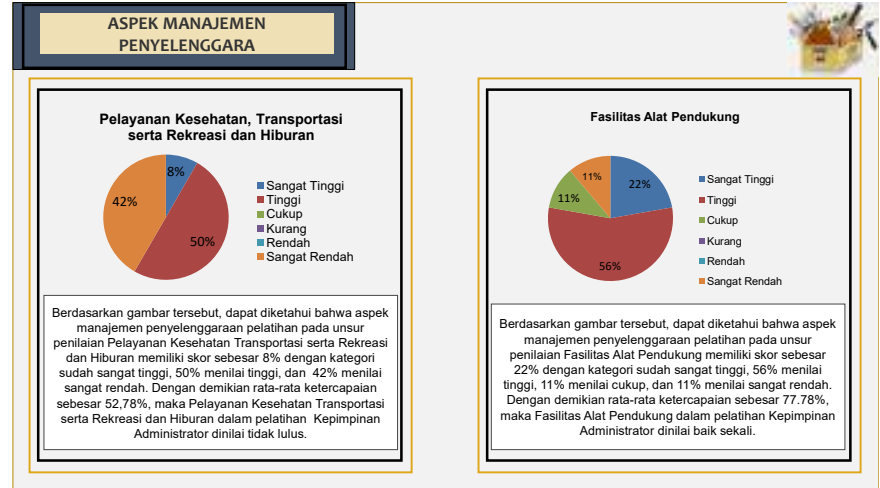 ASPEK MANAJEMEN
PENYELENGGARA
Pelayanan Kesehatan, Transportasi
serta Rekreasi dan Hiburan
8%
42%
50%
Sangat Tinggi
Tinggi
Cukup
Kurang
Rendah
Sangat Rendah
Berdasarkan gambar tersebut, dapat diketahui bahwa aspek
manajemen penyelenggaraan pelatihan pada unsur
penilaian Pelayanan Kesehatan Transportasi serta Rekreasi
dan Hiburan memiliki skor sebesar 8% dengan kategori
sudah sangat tinggi, 50% menilai tinggi, dan 42% menilai
sangat rendah. Dengan demikian rata-rata ketercapaian
sebesar 52,78%, maka Pelayanan Kesehatan Transportasi
serta Rekreasi dan Hiburan dalam pelatihan Kepimpinan
Administrator dinilai tidak lulus.
Fasilitas Alat Pendukung
11%
22%
11%
56%
Sangat Tinggi
Tinggi
Cukup
Kurang
Rendah
Sangat Rendah
Berdasarkan gambar tersebut, dapat diketahui bahwa aspek
manajemen penyelenggaraan pelatihan pada unsur
penilaian Fasilitas Alat Pendukung memiliki skor sebesar
22% dengan kategori sudah sangat tinggi, 56% menilai
tinggi, 11% menilai cukup, dan 11% menilai sangat rendah.
Dengan demikian rata-rata ketercapaian sebesar 77.78%,
maka Fasilitas Alat Pendukung dalam pelatihan Kepimpinan
Administrator dinilai baik sekali.